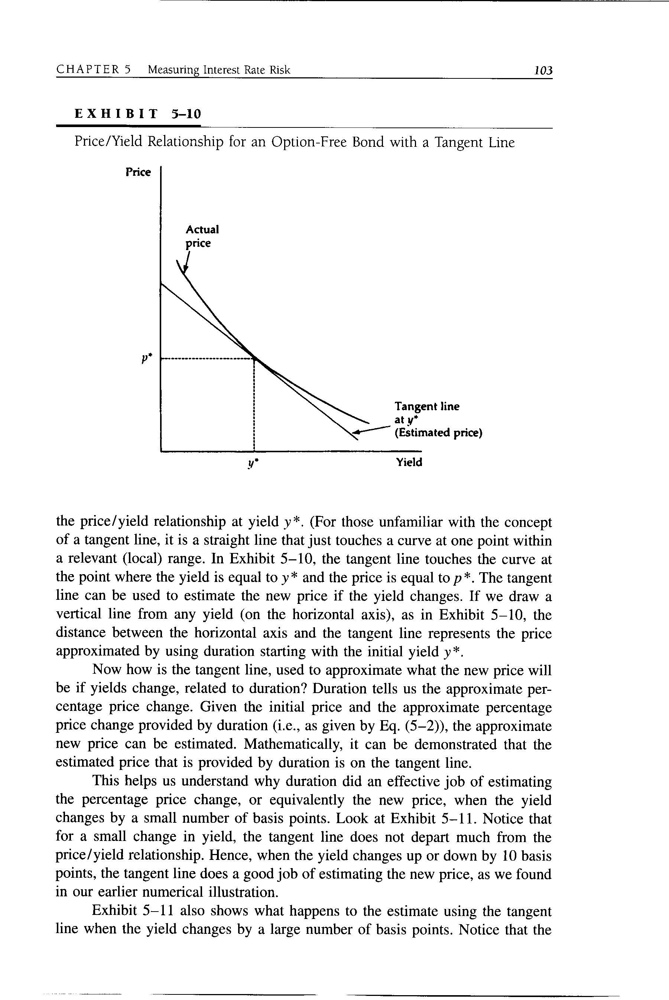 CHAPTER 5 Measuring Interest Rate Risk 103
EXHIBIT 5–10
Price/Yield Relationship for an Option-Free Bond with a Tangent Line
Price
Actual
price
p*
Tangent line
at y*
(Estimated price)
y*
Yield
the price/yield relationship at yield y*. (For those unfamiliar with the concept
of a tangent line, it is a straight line that just touches a curve at one point within
a relevant (local) range. In Exhibit 5–10, the tangent line touches the curve at
the point where the yield is equal to y* and the price is equal to p*. The tangent
line can be used to estimate the new price if the yield changes. If we draw a
vertical line from any yield (on the horizontal axis), as in Exhibit 5–10, the
distance between the horizontal axis and the tangent line represents the price
approximated by using duration starting with the initial yield y*.
Now how is the tangent line, used to approximate what the new price will
be if yields change, related to duration? Duration tells us the approximate per-
centage price change. Given the initial price and the approximate percentage
price change provided by duration (i.e., as given by Eq. (5–2)), the approximate
new price can be estimated. Mathematically, it can be demonstrated that the
estimated price that is provided by duration is on the tangent line.
This helps us understand why duration did an effective job of estimating
the percentage price change, or equivalently the new price, when the yield
changes by a small number of basis points. Look at Exhibit 5–11. Notice that
for a small change in yield, the tangent line does not depart much from the
price/yield relationship. Hence, when the yield changes up or down by 10 basis
points, the tangent line does a good job of estimating the new price, as we found
in our earlier numerical illustration.
Exhibit 5–11 also shows what happens to the estimate using the tangent
line when the yield changes by a large number of basis points. Notice that the